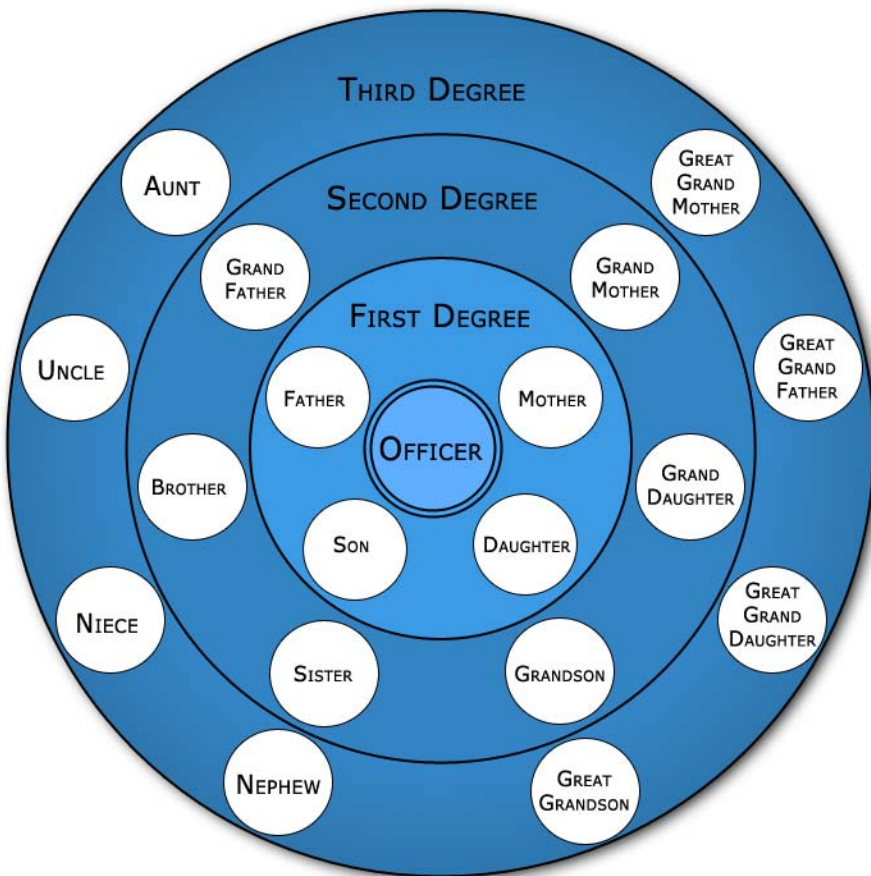 Third Degree
Aunt
Great
Grand
Mother
Second Degree
Grand
Father
Grand
Mother
First Degree
Uncle
Great
Grand
Father
Father
Mother
Officer
Brother
Grand
Daughter
Son
Daughter
Niece
Great
Grand
Daughter
Sister
Grandson
Nephew
Great
Grandson